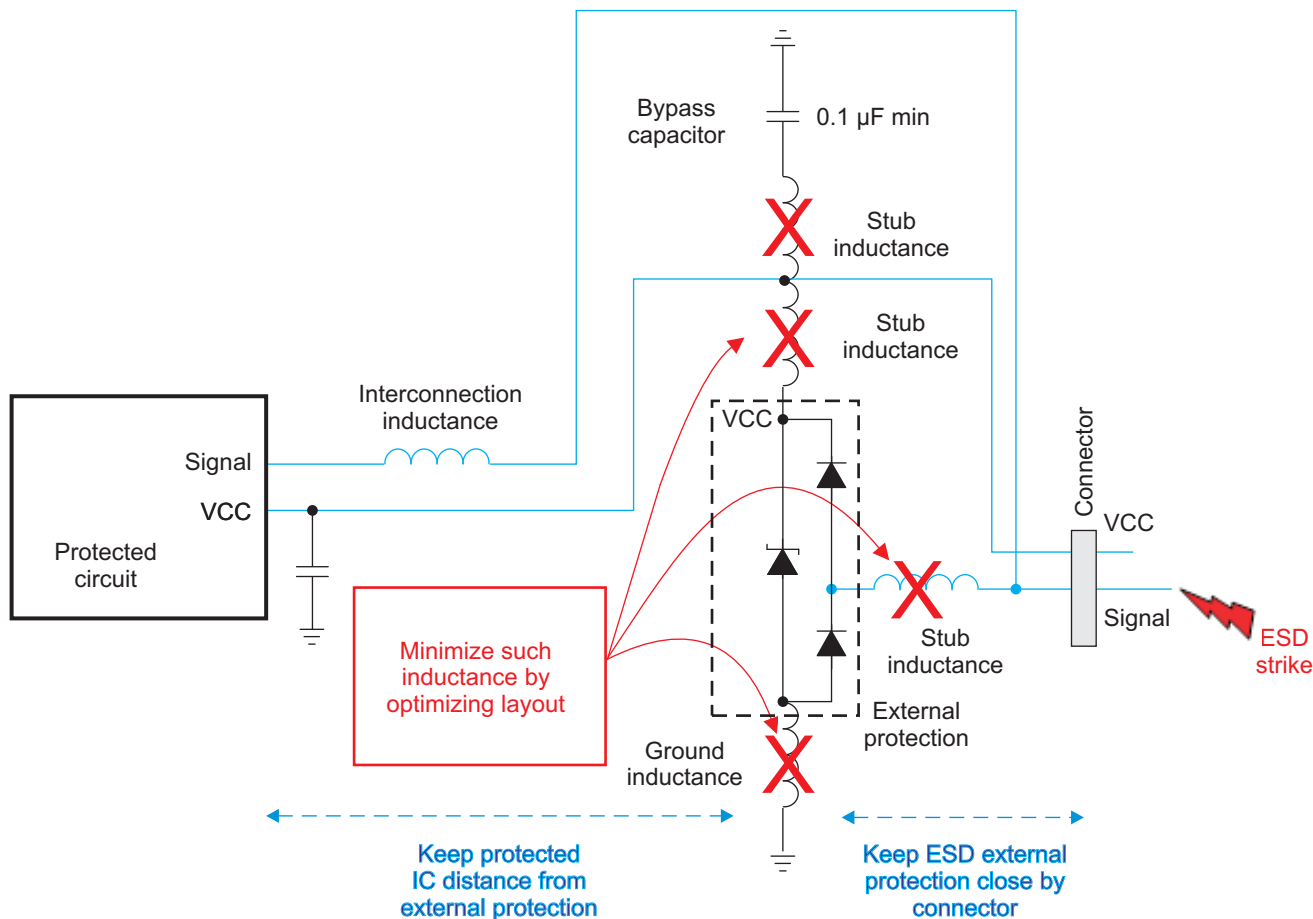 Bypass
capacitor
0.1 µF min
Stub
inductance
Stub
inductance
Interconnection
inductance
VCC
Signal
VCC
Protected
circuit
Connector
VCC
Signal
ESD
strike
Minimize such
inductance by
optimizing layout
Stub
inductance
External
protection
Ground
inductance
Keep protected
IC distance from
external protection
Keep ESD external
protection close by
connector